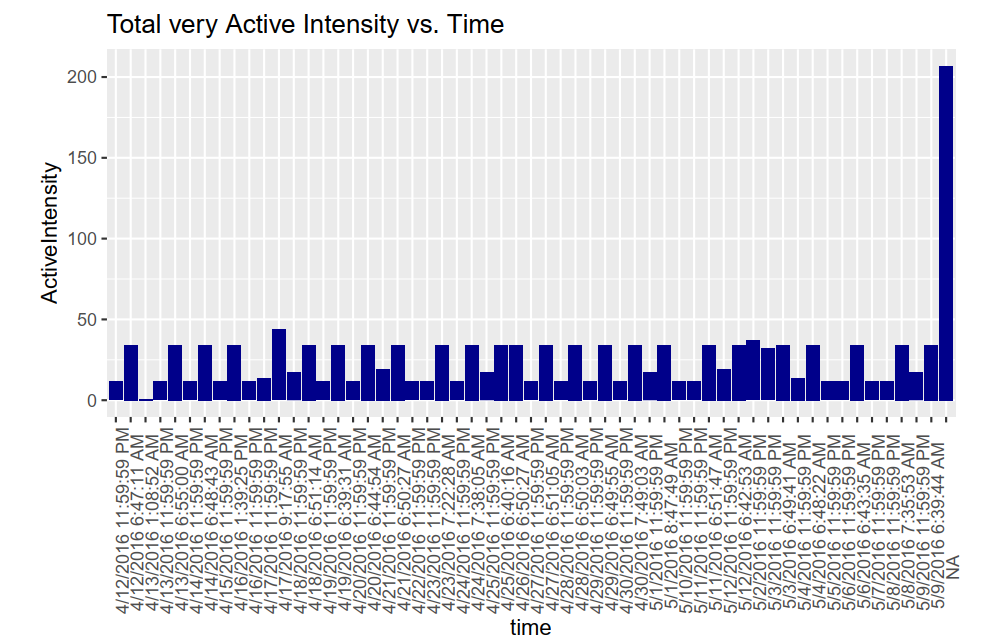 Total very Active Intensity vs. Time
200
150
100
50
0
ActiveIntensity
4/12/2016 11:59:59 PM
4/12/2016 6:47:11 AM
4/13/2016 1:08:52 AM
4/13/2016 11:59:59 PM
4/13/2016 6:55:00 AM
4/14/2016 11:59:59 PM
4/14/2016 6:48:43 AM
4/15/2016 11:59:59 PM
4/16/2016 1:39:25 PM
4/16/2016 11:59:59 PM
4/17/2016 11:59:59 PM
4/17/2016 9:17:55 AM
4/18/2016 11:59:59 PM
4/18/2016 6:51:14 AM
4/19/2016 11:59:59 PM
4/19/2016 6:39:31 AM
4/20/2016 11:59:59 PM
4/20/2016 6:44:54 AM
4/21/2016 11:59:59 PM
4/21/2016 6:50:27 AM
4/22/2016 11:59:59 PM
4/23/2016 11:59:59 PM
4/23/2016 7:22:28 AM
4/24/2016 11:59:59 PM
4/24/2016 7:38:05 AM
4/25/2016 11:59:59 PM
4/25/2016 6:40:16 AM
4/26/2016 6:50:27 AM
4/27/2016 11:59:59 PM
4/27/2016 6:51:05 AM
4/28/2016 11:59:59 PM
4/28/2016 6:50:03 AM
4/29/2016 11:59:59 PM
4/29/2016 6:49:55 AM
4/30/2016 11:59:59 PM
4/30/2016 7:49:03 AM
5/1/2016 11:59:59 PM
5/1/2016 8:47:49 AM
5/10/2016 11:59:59 PM
5/11/2016 11:59:59 PM
5/11/2016 6:51:47 AM
5/12/2016 11:59:59 PM
5/12/2016 6:42:53 AM
5/2/2016 11:59:59 PM
5/3/2016 11:59:59 PM
5/3/2016 6:49:41 AM
5/4/2016 11:59:59 PM
5/4/2016 6:48:22 AM
5/5/2016 11:59:59 PM
5/6/2016 11:59:59 PM
5/6/2016 6:43:35 AM
5/7/2016 11:59:59 PM
5/8/2016 11:59:59 PM
5/8/2016 7:35:53 AM
5/9/2016 11:59:59 PM
5/9/2016 6:39:44 AM
NA
time